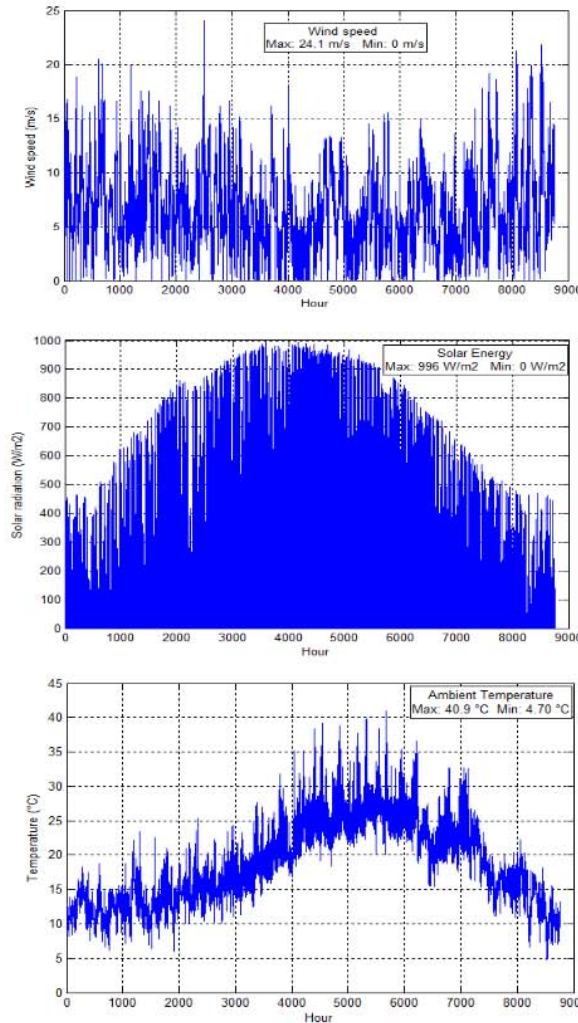 Wind speed
Max: 24.1 m/s Min: 0 m/s
25
20
15
10
5
0
Wind speed (m/s)
0 1000 2000 3000 4000 5000 6000 7000 8000 9000
Hour
Solar Energy
Max: 996 W/m2 Min: 0 W/m2
1000
900
800
700
600
500
400
300
200
100
0
Solar radiation (W/m2)
0 1000 2000 3000 4000 5000 6000 7000 8000 9000
Hour
Ambient Temperature
Max: 40.9 °C Min: 4.70 °C
45
40
35
30
25
20
15
10
5
0
Temperature (°C)
0 1000 2000 3000 4000 5000 6000 7000 8000 900
Hour